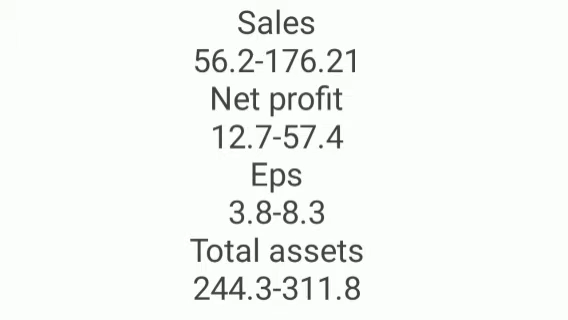 Sales
56.2-176.21
Net profit
12.7-57.4
Eps
3.8-8.3
Total assets
244.3-311.8